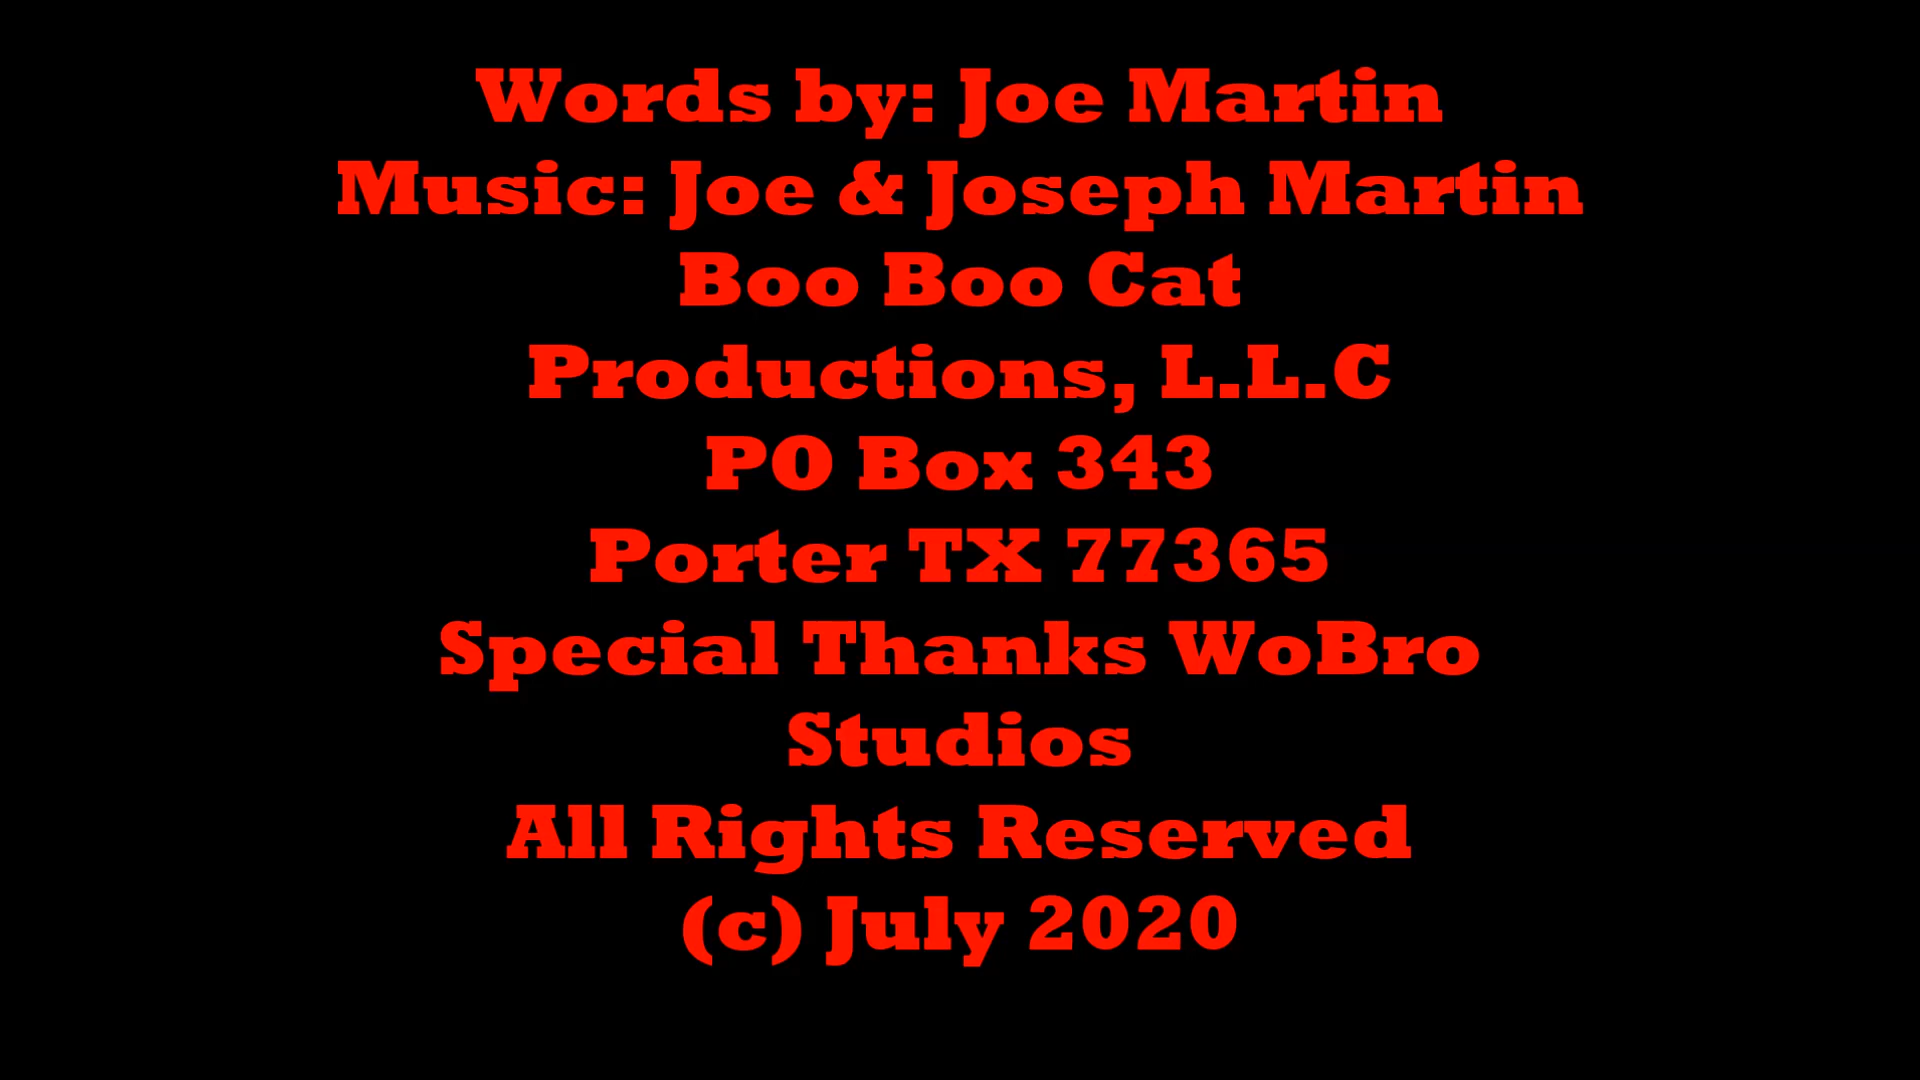 Words by: Joe Martin
Music: Joe & Joseph Martin
Boo Boo Cat
Productions, L.L.C
PO Box 343
Porter TX 77365
Special Thanks WoBro
Studios
All Rights Reserved
(c) July 2020